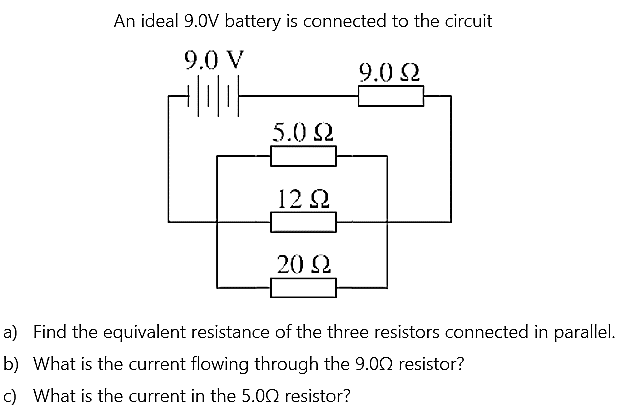 An ideal 9.0V battery is connected to the circuit
9.0 V
9.0 Ω
5.0 Ω
12 Ω
20 Ω
a) Find the equivalent resistance of the three resistors connected in parallel.
b) What is the current flowing through the 9.0Ω resistor?
c) What is the current in the 5.0Ω resistor?